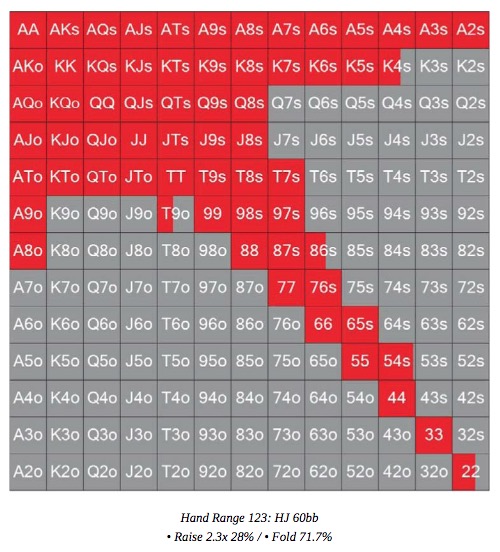 AA AKs AQs AJs ATs A9s A8s A7s A6s A5s A4s A3s A2s
AKo KK KQs KJs KTs K9s K8s K7s K6s K5s K4s K3s K2s
AQo KQo QQ QJs QTs Q9s Q8s Q7s Q6s Q5s Q4s Q3s Q2s
AJo KJo QJo JJ JTs J9s J8s J7s J6s J5s J4s J3s J2s
ATo KTo QTo JTo TT T9s T8s T7s T6s T5s T4s T3s T2s
A9o K9o Q9o J9o T9o 99 98s 97s 96s 95s 94s 93s 92s
A8o K8o Q8o J8o T8o 98o 88 87s 86s 85s 84s 83s 82s
A7o K7o Q7o J7o T7o 97o 87o 77 76s 75s 74s 73s 72s
A6o K6o Q6o J6o T6o 96o 86o 76o 66 65s 64s 63s 62s
A5o K5o Q5o J5o T5o 95o 85o 75o 65o 55 54s 53s 52s
A4o K4o Q4o J4o T4o 94o 84o 74o 64o 54o 44 43s 42s
A3o K3o Q3o J3o T3o 93o 83o 73o 63o 53o 43o 33 32s
A2o K2o Q2o J2o T2o 92o 82o 72o 62o 52o 42o 32o 22
Hand Range 123: HJ 60bb
• Raise 2.3x 28% / • Fold 71.7%